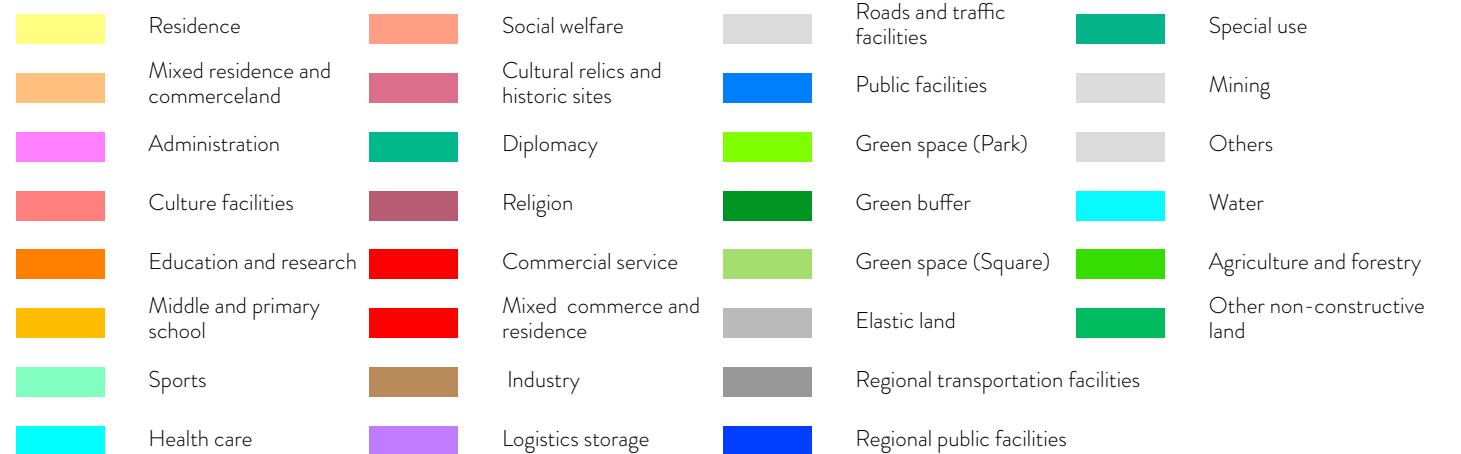 Residence
Mixed residence and
commerceland
Administration
Culture facilities
Education and research
Middle and primary
school
Sports
Health care
Social welfare
Cultural relics and
historic sites
Diplomacy
Religion
Commercial service
Mixed commerce and
residence
Industry
Logistics storage
Roads and traffic
facilities
Public facilities
Green space (Park)
Green buffer
Green space (Square)
Elastic land
Regional transportation facilities
Regional public facilities
Special use
Mining
Others
Water
Agriculture and forestry
Other non-constructive
land